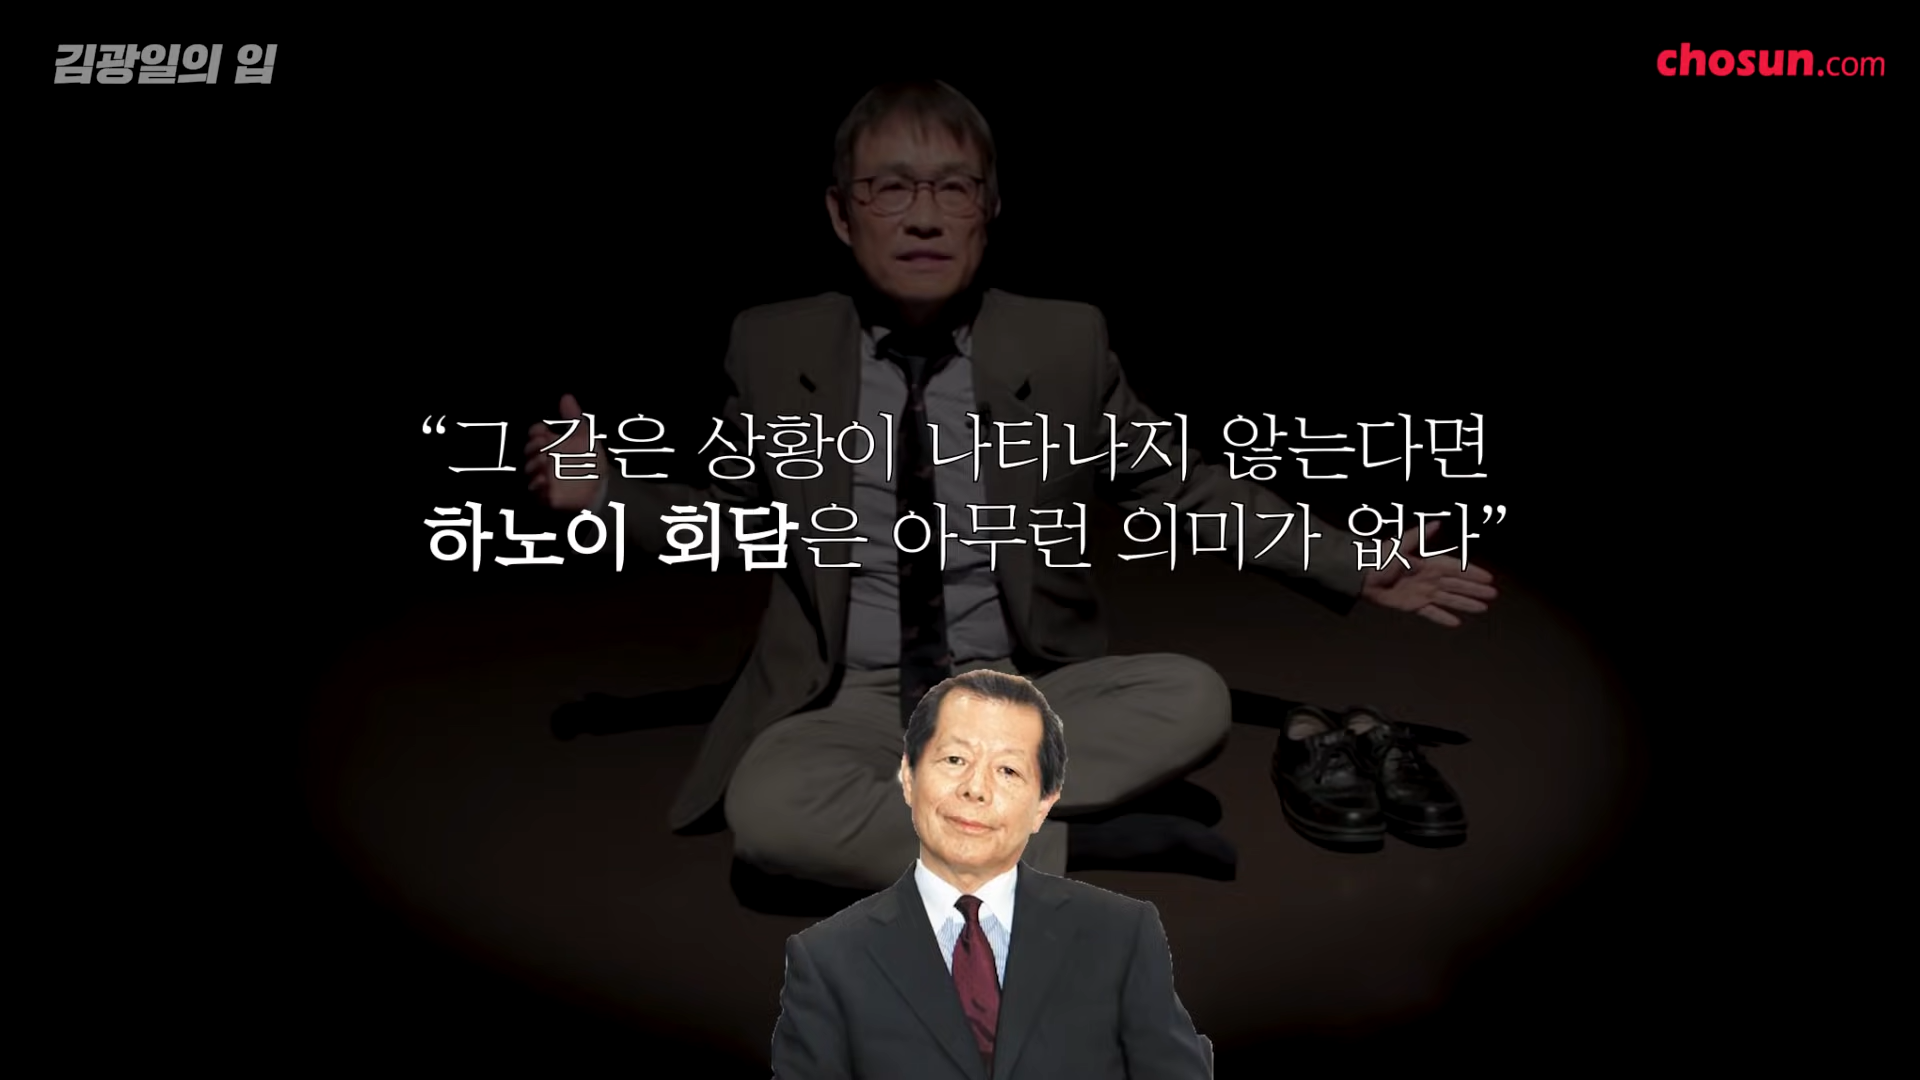 김광일의 입
chosun.com
“그 같은 상황이 나타나지 않는다면
하노이 회담은 아무런 의미가 없다”